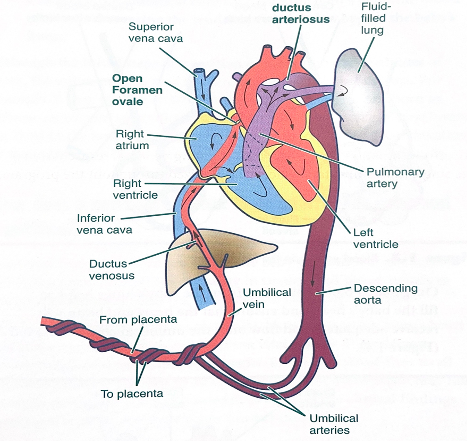 ductus
arteriosus
Fluid-
filled
lung
Superior
vena cava
Open
Foramen
ovale
Right
atrium
Right
ventricle
Pulmonary
artery
Inferior
vena cava
Left
ventricle
Ductus
venosus
Umbilical
vein
Descending
aorta
From placenta
To placenta
Umbilical
arteries